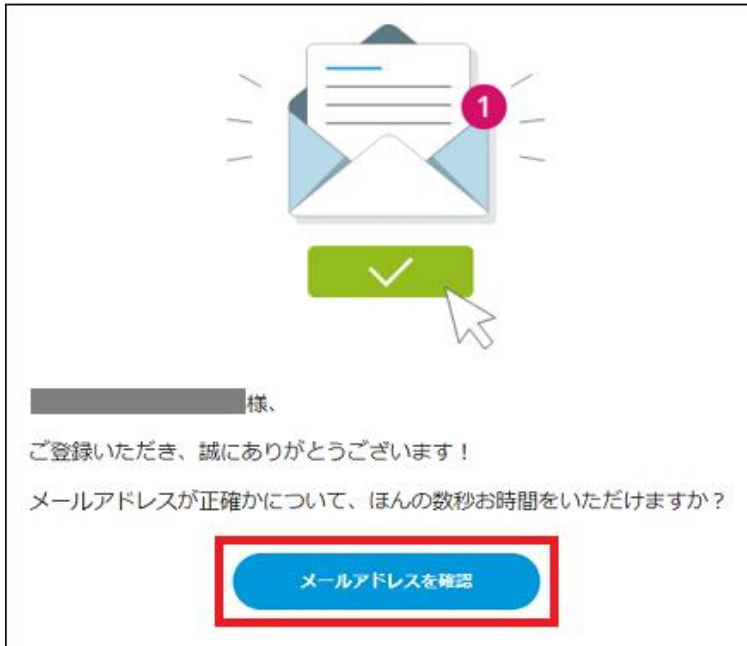 1
様、
ご登録いただき、誠にありがとうございます！
メールアドレスが正確かについて、ほんの数秒お時間をいただけますか？
メールアドレスを確認